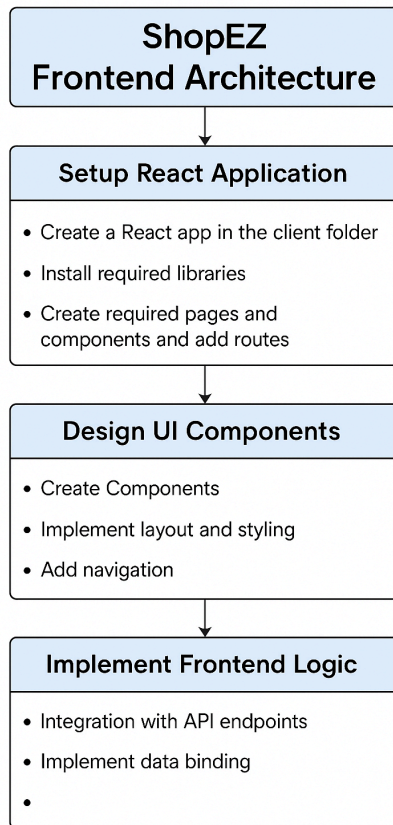 ShopEZ
Frontend Architecture
Setup React Application
• Create a React app in the client folder
• Install required libraries
• Create required pages and
components and add routes
Design UI Components
• Create Components
• Implement layout and styling
• Add navigation
Implement Frontend Logic
• Integration with API endpoints
• Implement data binding
•